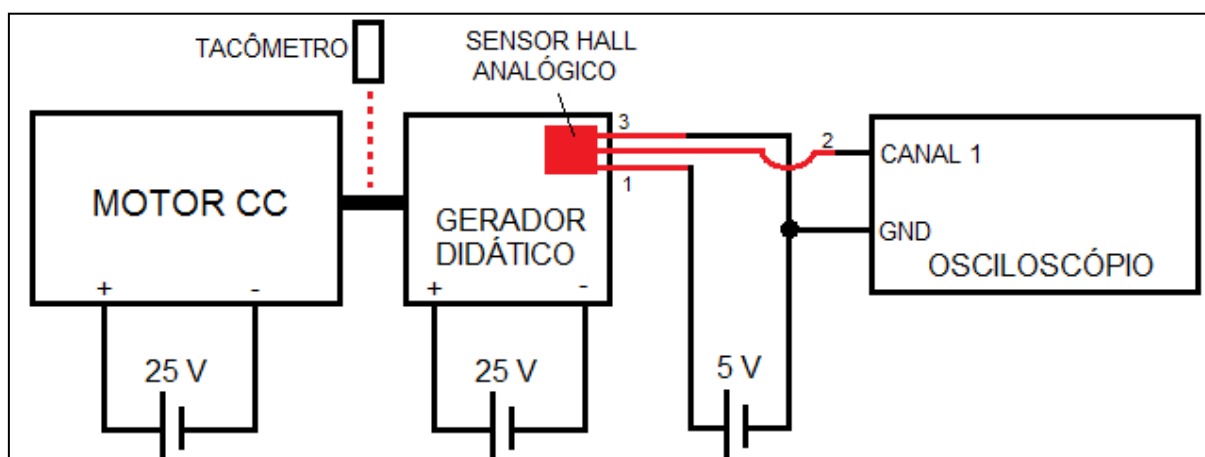 TACÔMETRO
SENSOR HALL
ANALÓGICO
3
2
1
CANAL 1
GND
OSCILOSCÓPIO
MOTOR CC
GERADOR
DIDÁTICO
+ -
+ -
25 V
25 V
5 V